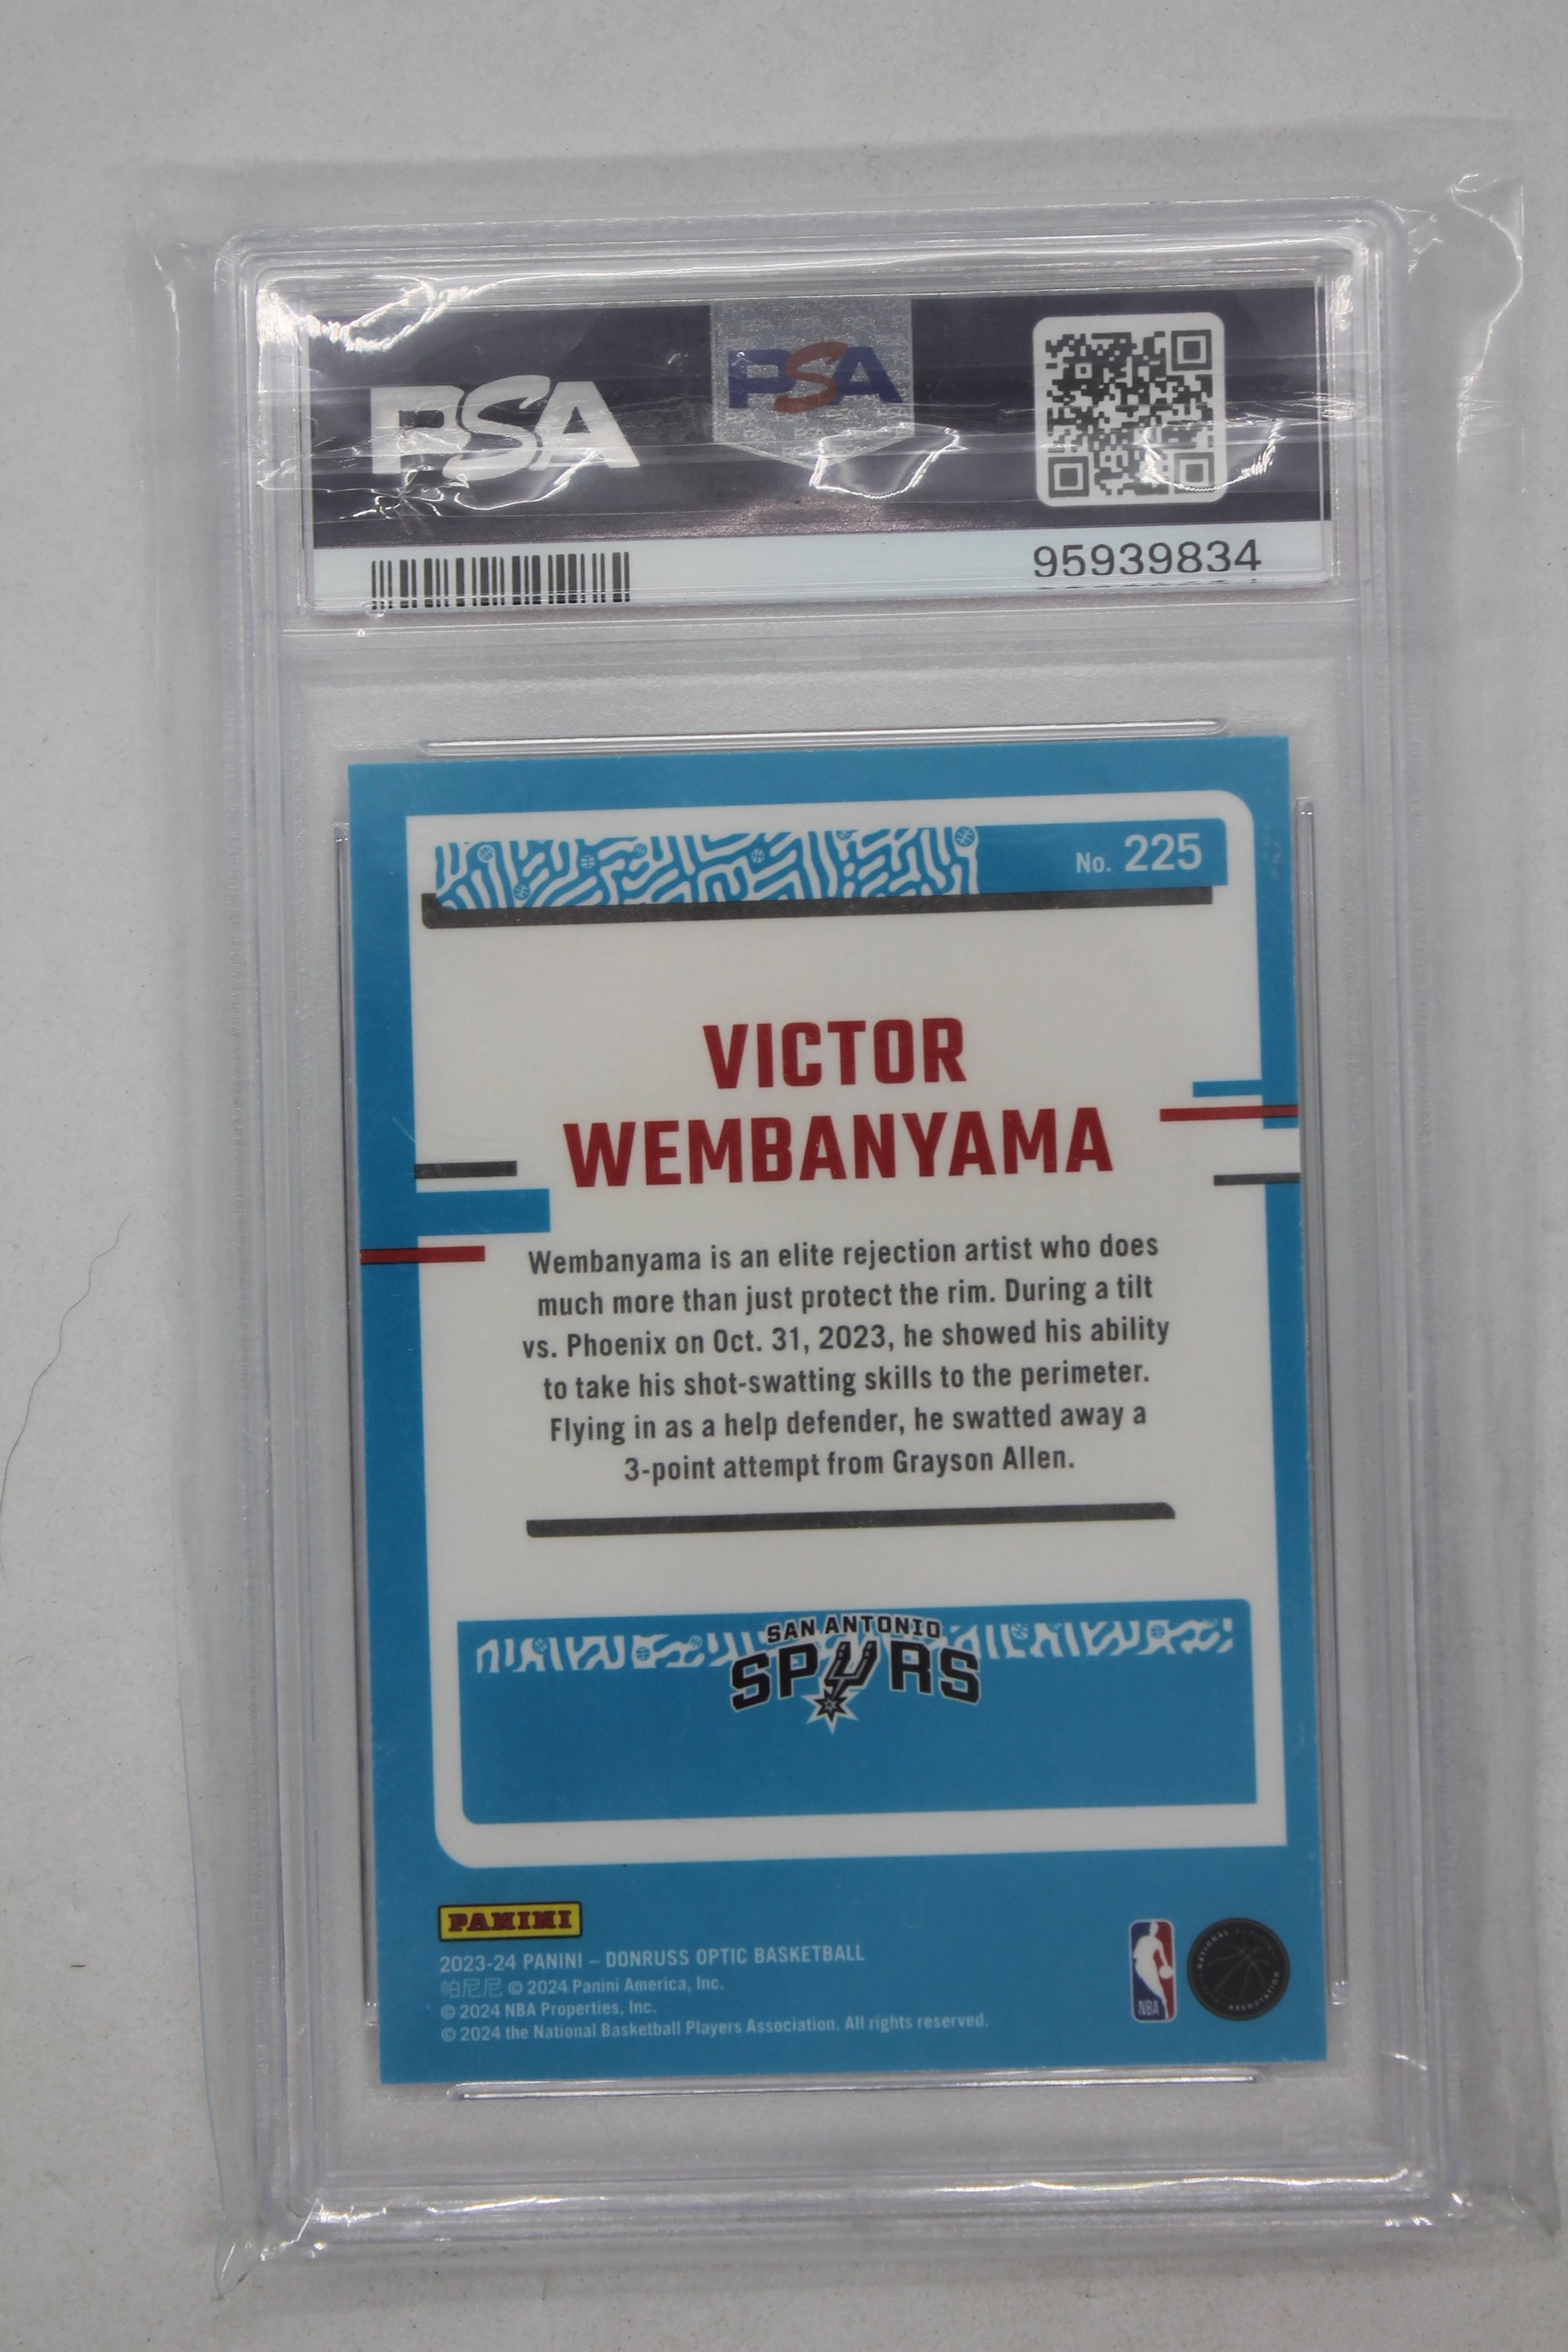 PSA
PSA
95939834
No. 225
VICTOR
WEMBANYAMA
Wembanyama is an elite rejection artist who does
much more than just protect the rim. During a tilt
vs. Phoenix on Oct. 31, 2023, he showed his ability
to take his shot-swatting skills to the perimeter.
Flying in as a help defender, he swatted away a
3-point attempt from Grayson Allen.
SAN ANTONIO
SPURS
PANINI
2023-24 PANINI – DONRUSS OPTIC BASKETBALL
帕尼尼 © 2024 Panini America, Inc.
© 2024 NBA Properties, Inc.
© 2024 the National Basketball Players Association. All rights reserved.
NBA